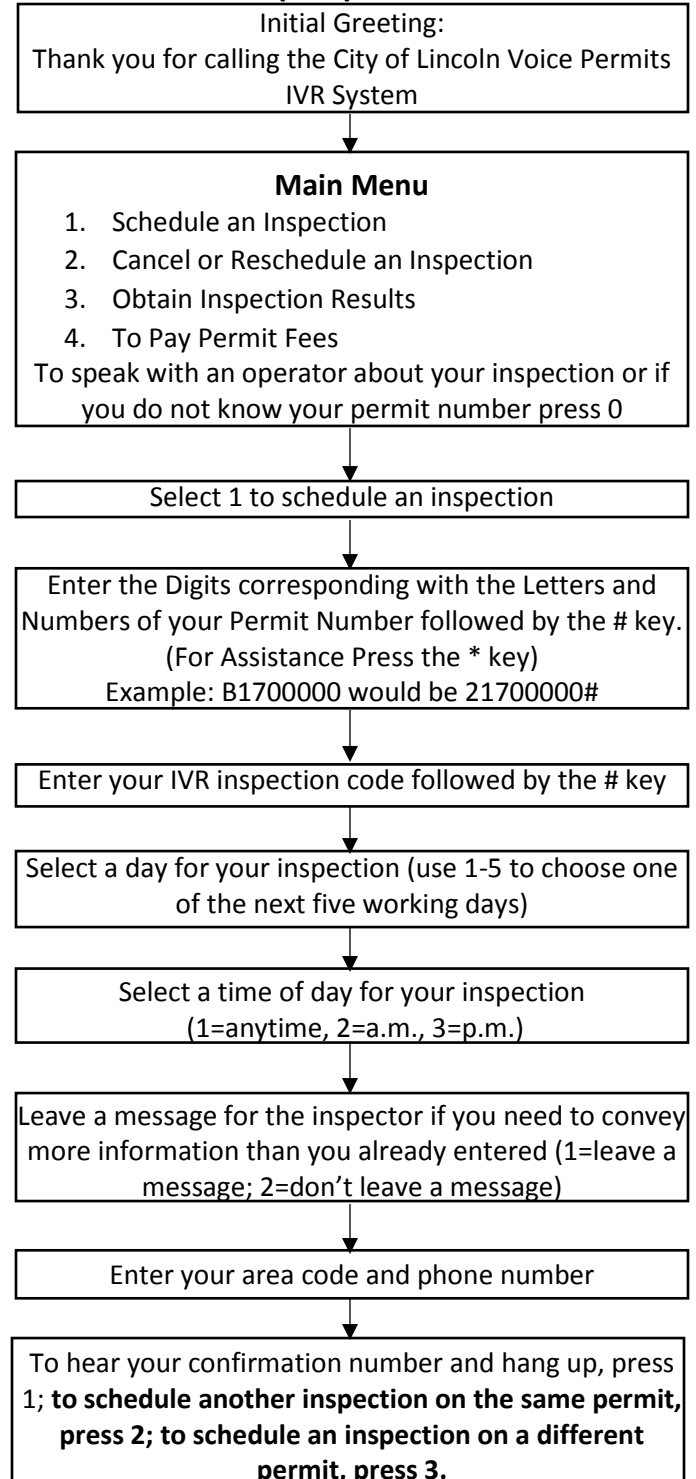 Initial Greeting:
Thank you for calling the City of Lincoln Voice Permits
IVR System
Main Menu
1. Schedule an Inspection
2. Cancel or Reschedule an Inspection
3. Obtain Inspection Results
4. To Pay Permit Fees
To speak with an operator about your inspection or if
you do not know your permit number press 0
Select 1 to schedule an inspection
Enter the Digits corresponding with the Letters and
Numbers of your Permit Number followed by the # key.
(For Assistance Press the * key)
Example: B1700000 would be 21700000#
Enter your IVR inspection code followed by the # key
Select a day for your inspection (use 1-5 to choose one
of the next five working days)
Select a time of day for your inspection
(1=anytime, 2=a.m., 3=p.m.)
Leave a message for the inspector if you need to convey
more information than you already entered (1=leave a
message; 2=don’t leave a message)
Enter your area code and phone number
To hear your confirmation number and hang up, press
1; to schedule another inspection on the same permit,
press 2; to schedule an inspection on a different
permit, press 3.